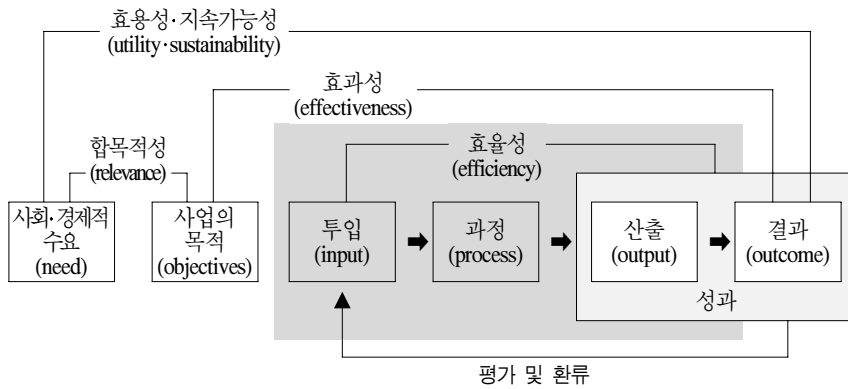 효용성·지속가능성
(utility·sustainability)
효과성
(effectiveness)
합목적성
(relevance)
효율성
(efficiency)
사회·경제적
수요
(need)
사업의
목적
(objectives)
투입
(input)
과정
(process)
산출
(output)
결과
(outcome)
성과
평가 및 환류